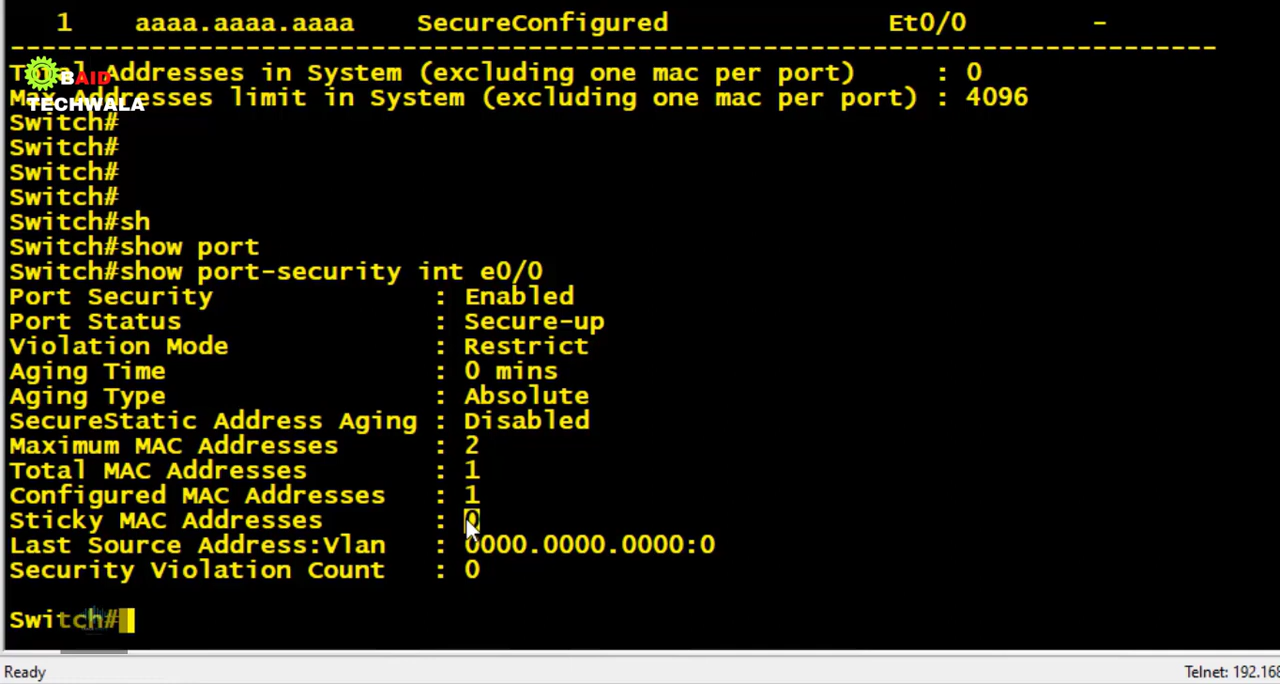 1 aaaa.aaaa.aaaa SecureConfigured Et0/0 -
-----------------------------------------------------------------------------
Total Addresses in System (excluding one mac per port) : 0
BAID
Max Addresses limit in System (excluding one mac per port) : 4096
TECHWALA
Switch#
Switch#
Switch#
Switch#
Switch#sh
Switch#show port
Switch#show port-security int e0/0
Port Security : Enabled
Port Status : Secure-up
Violation Mode : Restrict
Aging Time : 0 mins
Aging Type : Absolute
SecureStatic Address Aging : Disabled
Maximum MAC Addresses : 2
Total MAC Addresses : 1
Configured MAC Addresses : 1
Sticky MAC Addresses : 0
Last Source Address:Vlan : 0000.0000.0000:0
Security Violation Count : 0
Switch#
Ready Telnet: 192.168